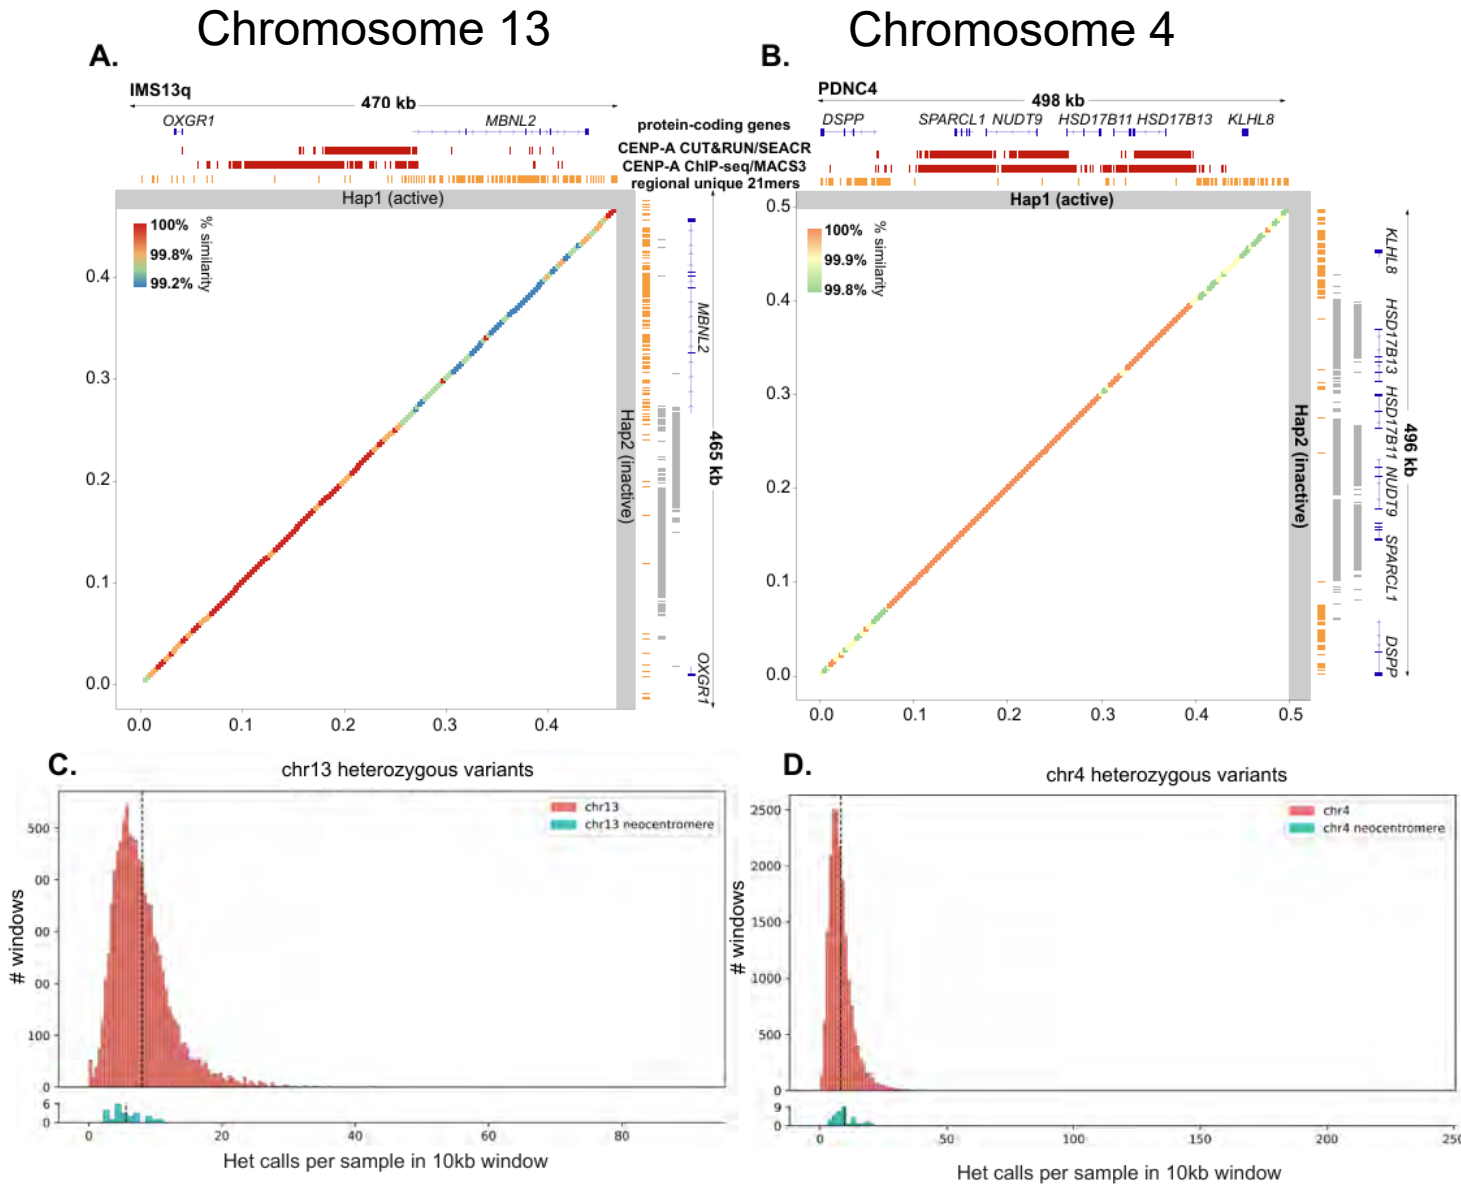 Chromosome 13
Chromosome 4
A.
IMS13q
470 kb
OXGR1
MBNL2
protein-coding genes
CENP-A CUT&RUN/SEACR
CENP-A ChIP-seq/MACS3
regional unique 21mers
Hap1 (active)
100%
99.8%
99.2%
% similarity
0.4
0.3
0.2
0.1
0.0
0.0
0.1
0.2
0.3
0.4
Hap2 (inactive)
465 kb
MBNL2
OXGR1
B.
PDNC4
498 kb
DSPP
SPARCL1
NUDT9
HSD17B11
HSD17B13
KLHL8
Hap1 (active)
100%
99.9%
99.8%
% similarity
0.5
0.4
0.3
0.2
0.1
0.0
0.0
0.1
0.2
0.3
0.4
0.5
Hap2 (inactive)
496 kb
KLHL8
HSD17B13
HSD17B11
NUDT9
SPARCL1
DSPP
C.
chr13 heterozygous variants
chr13
chr13 neocentromere
# windows
500
00
00
00
100
0
6
0
0
20
40
60
80
Het calls per sample in 10kb window
D.
chr4 heterozygous variants
chr4
chr4 neocentromere
# windows
2500
2000
1500
1000
500
0
9
0
0
50
100
150
200
250
Het calls per sample in 10kb window